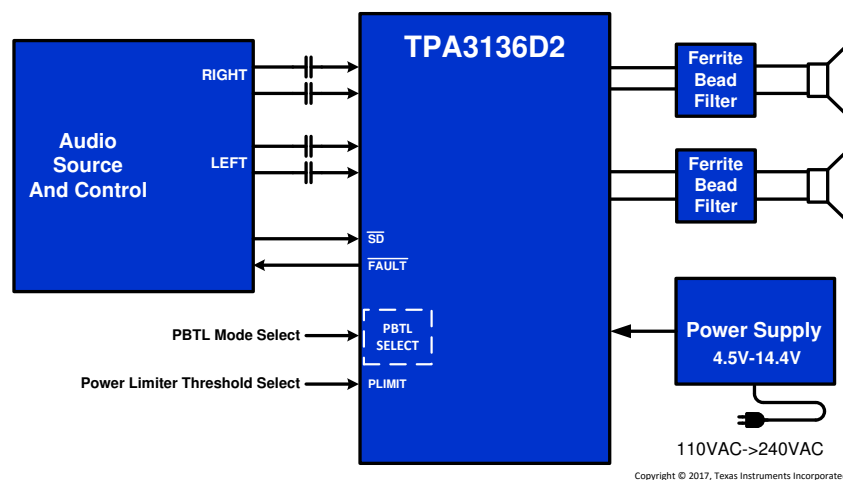 TPA3136D2
RIGHT
LEFT
Audio
Source
And Control
SD
FAULT
PBTL Mode Select
PBTL
SELECT
Power Limiter Threshold Select
PLIMIT
Ferrite
Bead
Filter
Ferrite
Bead
Filter
Power Supply
4.5V-14.4V
110VAC->240VAC
Copyright © 2017, Texas Instruments Incorporate